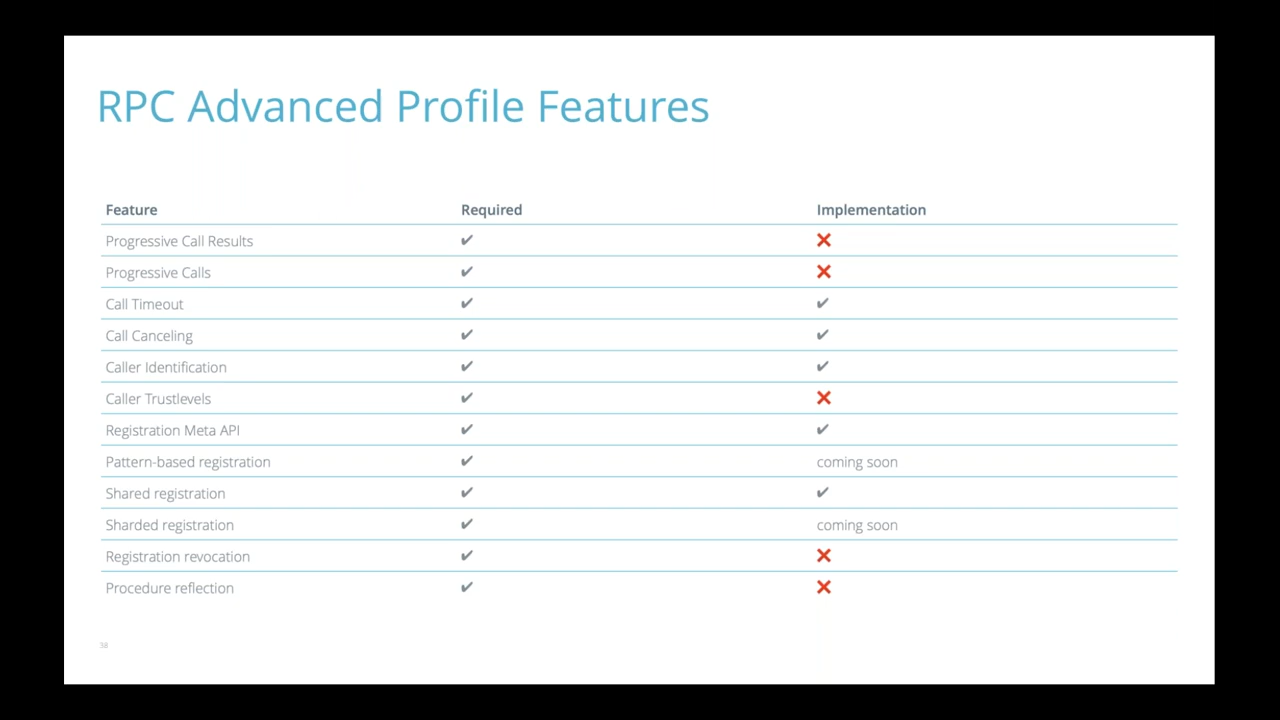 RPC Advanced Profile Features
Feature Required Implementation
Progressive Call Results ✔ ❌
Progressive Calls ✔ ❌
Call Timeout ✔ ✔
Call Canceling ✔ ✔
Caller Identification ✔ ✔
Caller Trustlevels ✔ ❌
Registration Meta API ✔ ✔
Pattern-based registration ✔ coming soon
Shared registration ✔ ✔
Sharded registration ✔ coming soon
Registration revocation ✔ ❌
Procedure reflection ✔ ❌